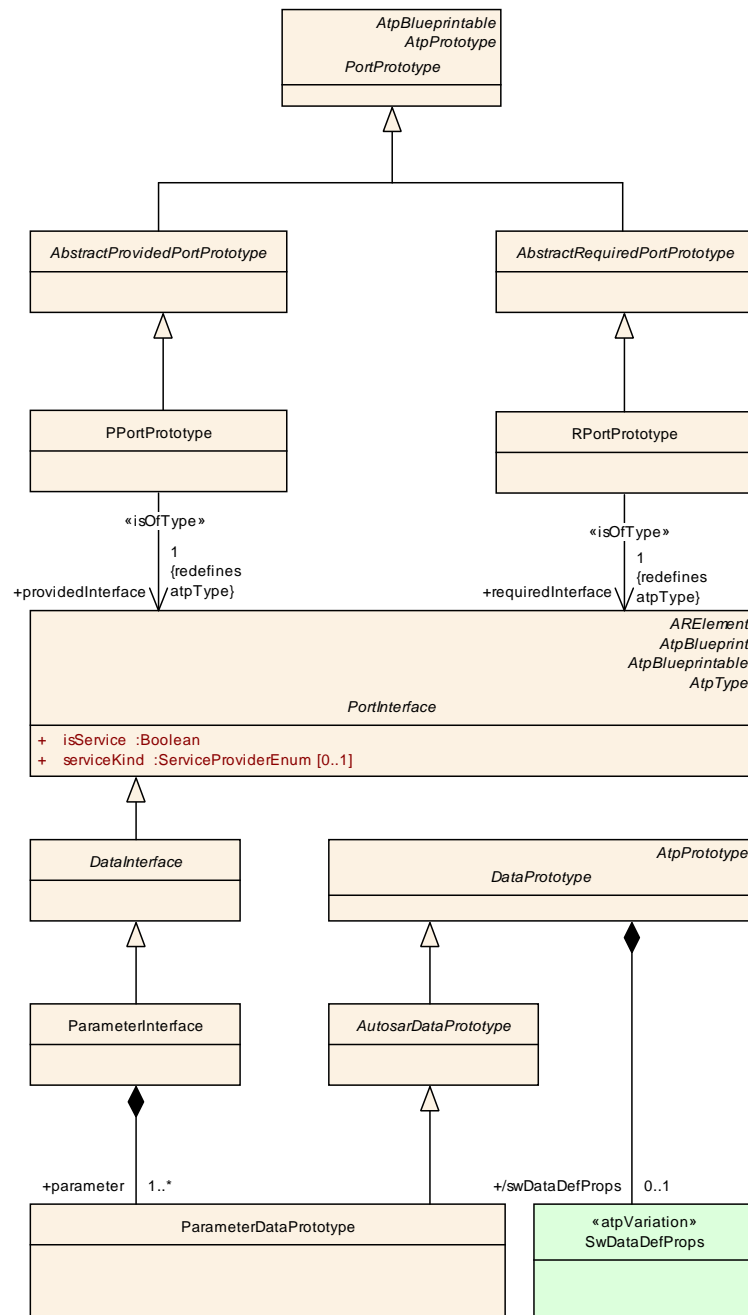 AtpBlueprintable
AtpPrototype
PortPrototype
AbstractProvidedPortPrototype
AbstractRequiredPortPrototype
PPortPrototype
RPortPrototype
«isOfType»
«isOfType»
1
{redefines
atpType}
+providedInterface
1
{redefines
atpType}
+requiredInterface
ARElement
AtpBlueprint
AtpBlueprintable
AtpType
PortInterface
+ isService :Boolean
+ serviceKind :ServiceProviderEnum [0..1]
DataInterface
AtpPrototype
DataPrototype
ParameterInterface
AutosarDataPrototype
+parameter 1..*
+/swDataDefProps 0..1
ParameterDataPrototype
«atpVariation»
SwDataDefProps